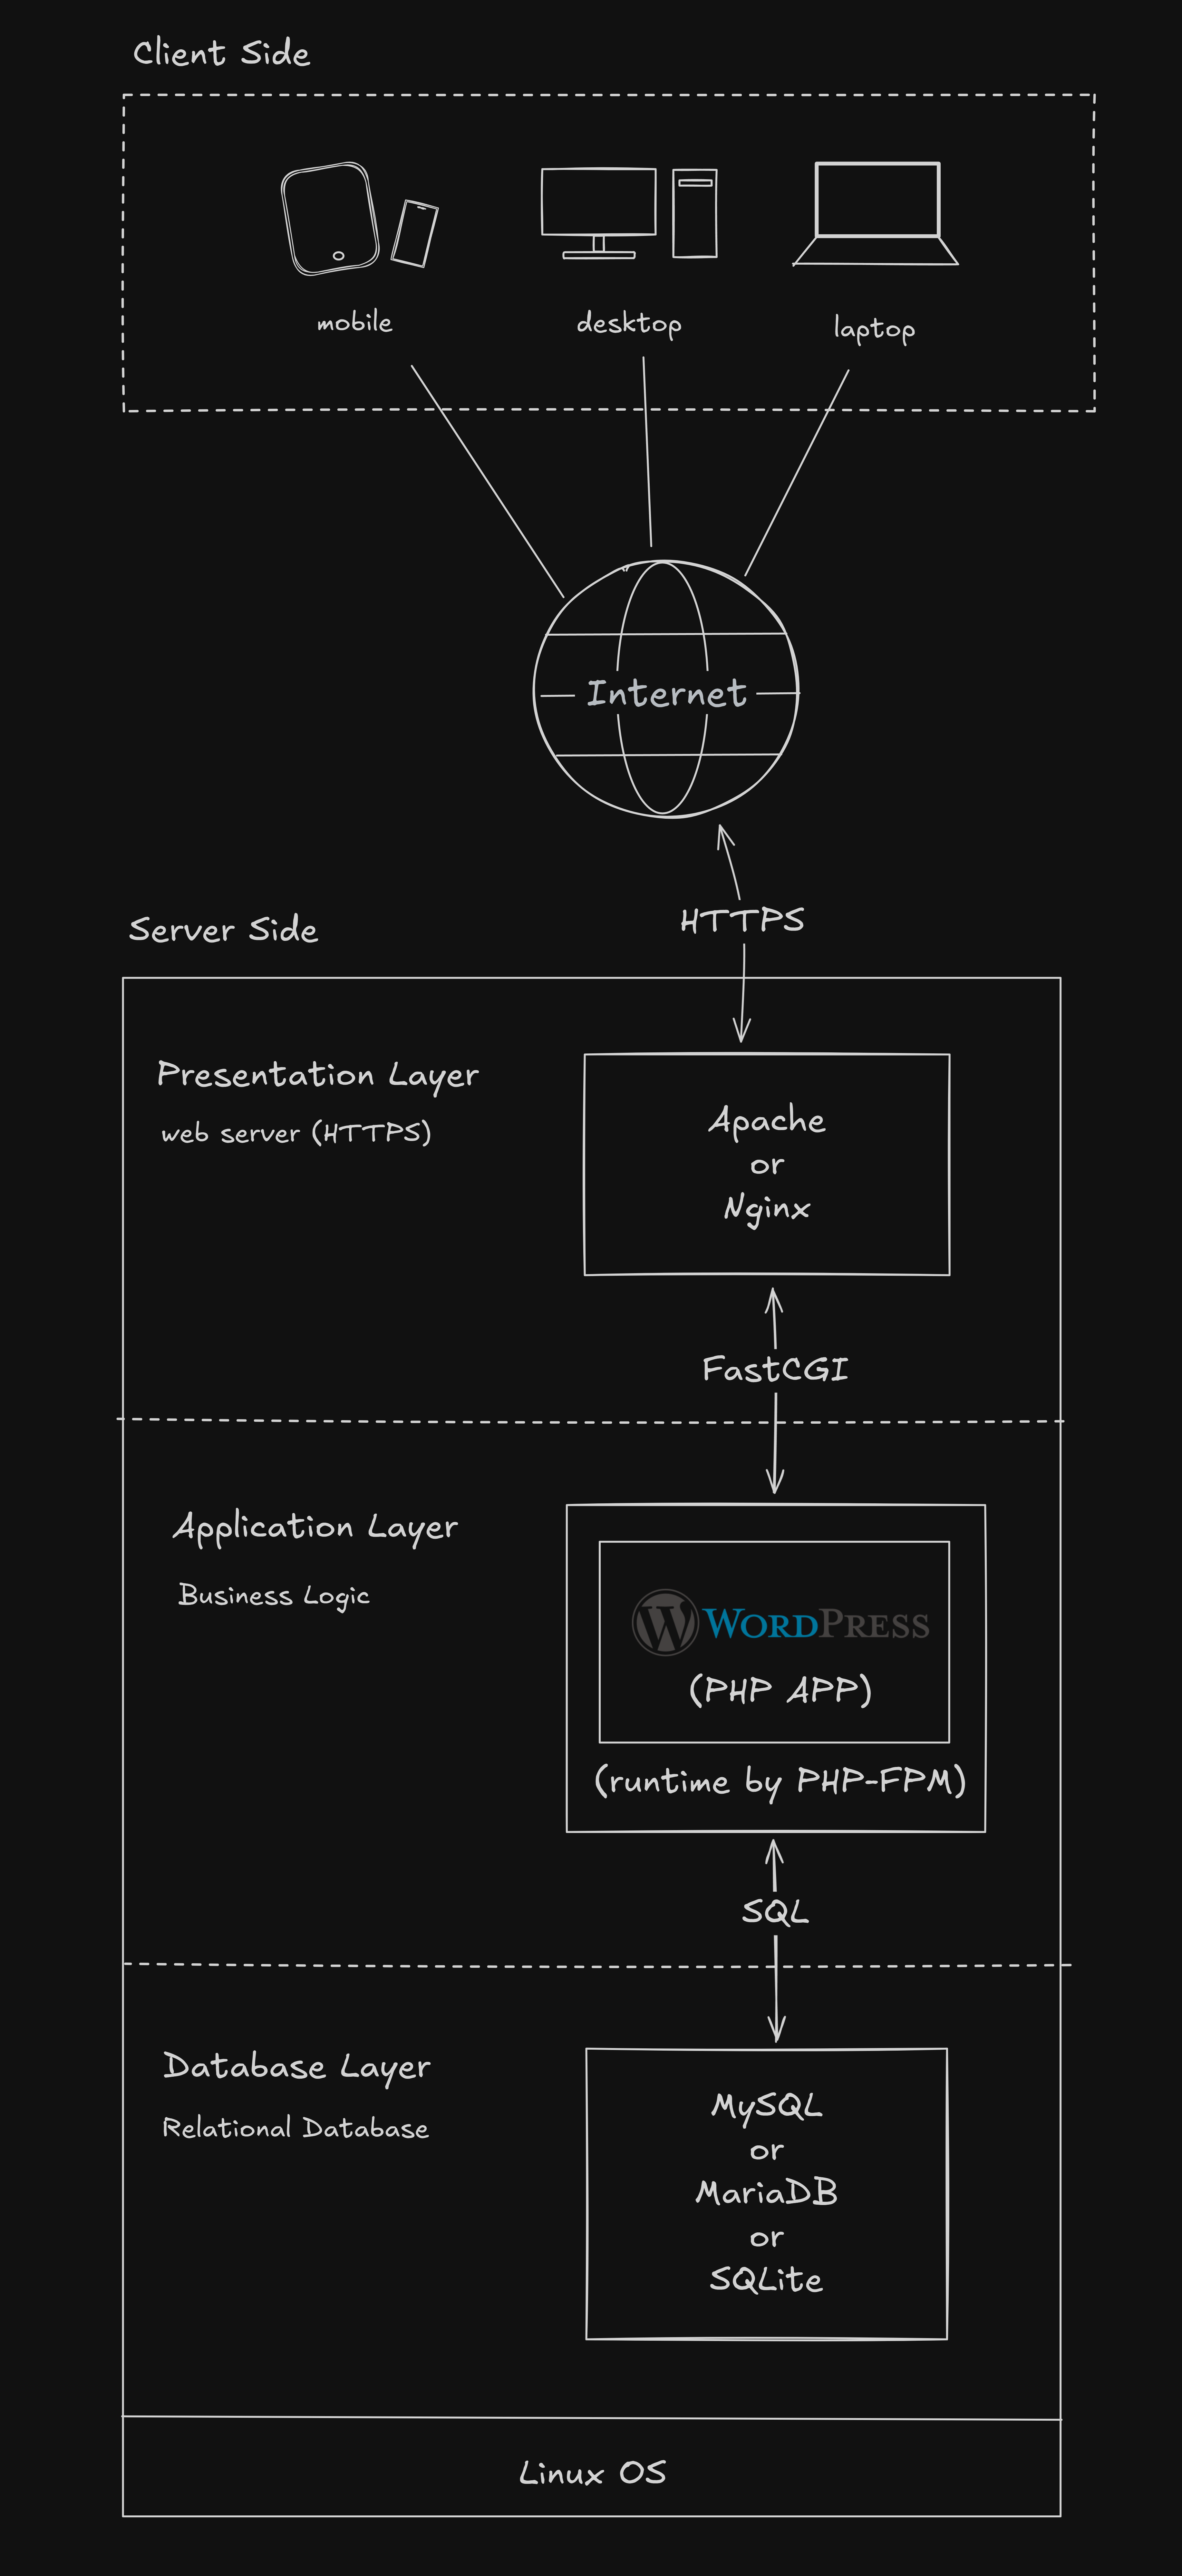 Client Side
mobile
desktop
laptop
Internet
HTTPS
Server Side
Presentation Layer
web server (HTTPS)
Apache
or
Nginx
FastCGI
Application Layer
Business Logic
WORDPRESS
(PHP APP)
(runtime by PHP-FPM)
SQL
Database Layer
Relational Database
MySQL
or
MariaDB
or
SQLite
Linux OS